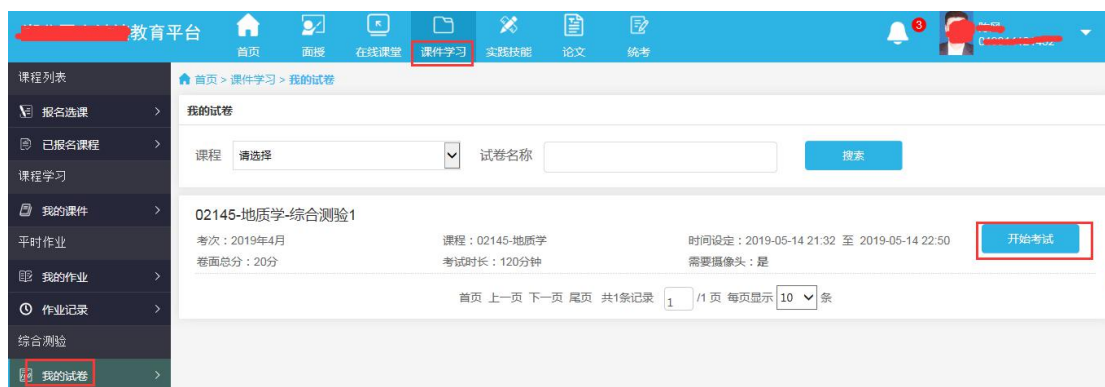 教育平台
首页 面授 在线课堂 课件学习 实践技能 论文 统考
3
课程列表
首页 > 课件学习 > 我的试卷
报名选课
我的试卷
已报名课程
课程 请选择 试卷名称 搜索
课程学习
我的课件
02145-地质学-综合测验1
平时作业
考次：2019年4月 课程：02145-地质学 时间设定：2019-05-14 21:32 至 2019-05-14 22:50 开始考试
卷面总分：20分 考试时长：120分钟 需要摄像头：是
我的作业
首页 上一页 下一页 尾页 共1条记录 1 /1 页 每页显示 10 条
作业记录
综合测验
我的试卷